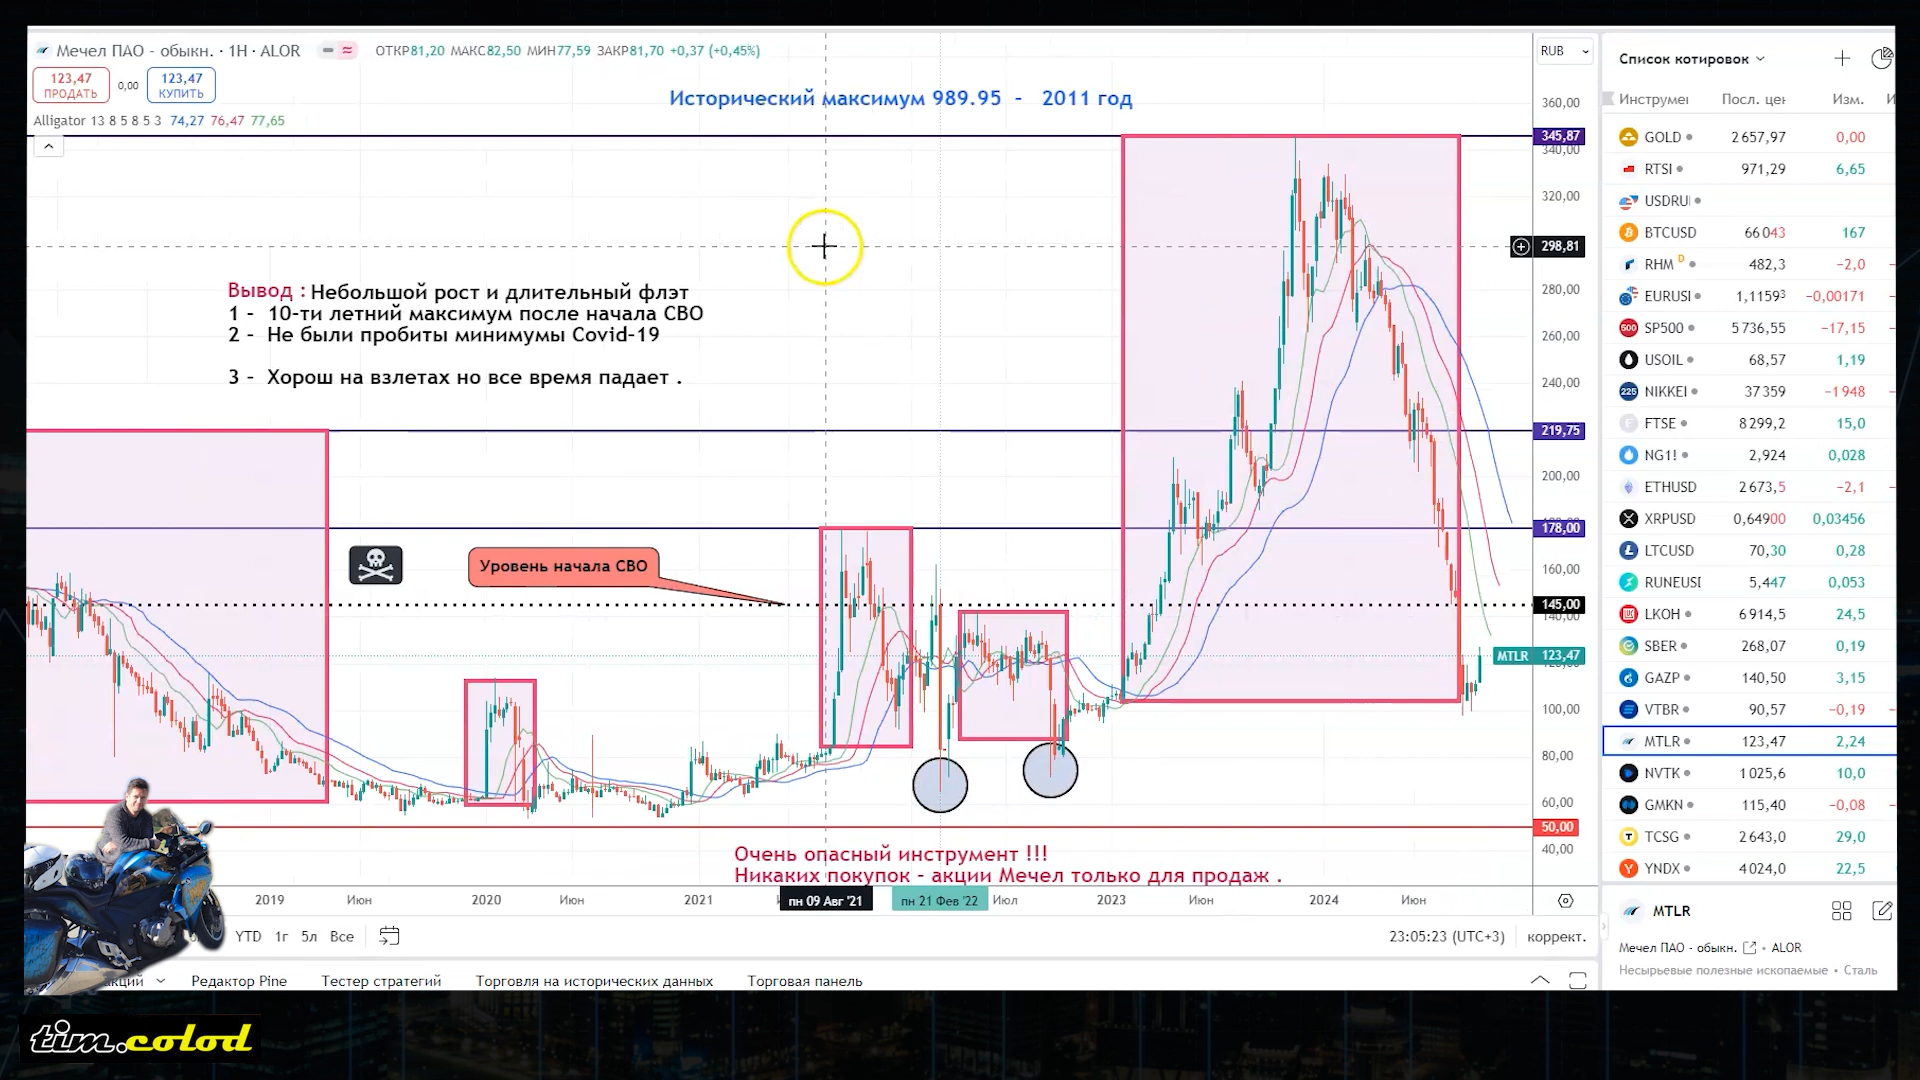 Мечел ПАО - обыкн. · 1Н · ALOR ОТКР81,20 МАКС82,50 МИН77,59 ЗАКР81,70 +0,37 (+0,45%)
123,47
ПРОДАТЬ
0,00
123,47
КУПИТЬ
Alligator 13 8 5 8 5 3 74,27 76,47 77,65
Исторический максимум 989.95 - 2011 год
Вывод : Небольшой рост и длительный флэт
1 - 10-ти летний максимум после начала СВО
2 - Не были пробиты минимумы Covid-19
3 - Хорош на взлетах но все время падает .
Уровень начала СВО
Очень опасный инструмент !!!
Никаких покупок - акции Мечел только для продаж .
RUB
360,00
345,87
340,00
320,00
298,81
280,00
260,00
240,00
219,75
200,00
178,00
160,00
145,00
140,00
MTLR 123,47
100,00
80,00
60,00
50,00
40,00
2019 Июн 2020 Июн 2021 пн 09 Авг '21 пн 21 Фев '22 Июл 2023 Июн 2024 Июн
YTD 1г 5л Все
23:05:23 (UTC+3) коррект.
кций Редактор Pine Тестер стратегий Торговля на исторических данных Торговая панель
Список котировок
Инструмен Посл. цен Изм. И
GOLD 2 657,97 0,00
RTSI 971,29 6,65
USDRU
BTCUSD 66 043 167
RHM D 482,3 −2,0
EURUSI 1,11593 −0,00171
500 SP500 5 736,55 −17,15
USOIL 68,57 1,19
225 NIKKEI 37 359 −1 948
FTSE 8 299,2 15,0
NG1! 2,924 0,028
ETHUSD 2 673,5 −2,1
XRPUSD 0,64900 0,03456
LTCUSD 70,30 0,28
RUNEUSI 5,447 0,053
LKOH 6 914,5 24,5
SBER 268,07 0,19
GAZP 140,50 3,15
VTBR 90,57 −0,19
MTLR 123,47 2,24
NVTK 1 025,6 10,0
GMKN 115,40 −0,08
TCSG 2 643,0 29,0
YNDX 4 024,0 22,5
MTLR
Мечел ПАО - обыкн. • ALOR
Несырьевые полезные ископаемые • Сталь
tim.colod